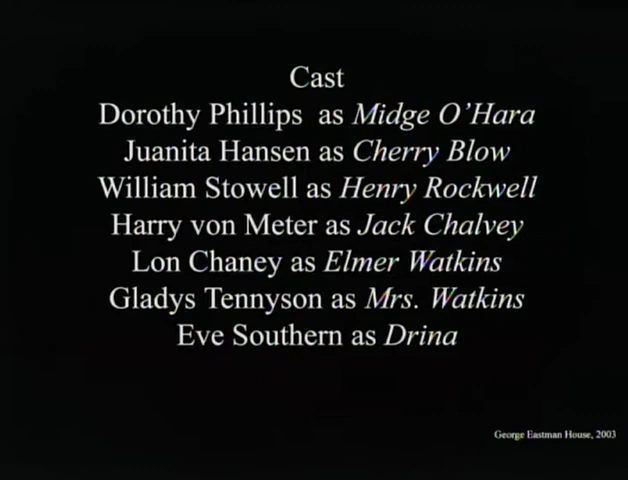 Cast
Dorothy Phillips as Midge O'Hara
Juanita Hansen as Cherry Blow
William Stowell as Henry Rockwell
Harry von Meter as Jack Chalvey
Lon Chaney as Elmer Watkins
Gladys Tennyson as Mrs. Watkins
Eve Southern as Drina
George Eastman House, 2003